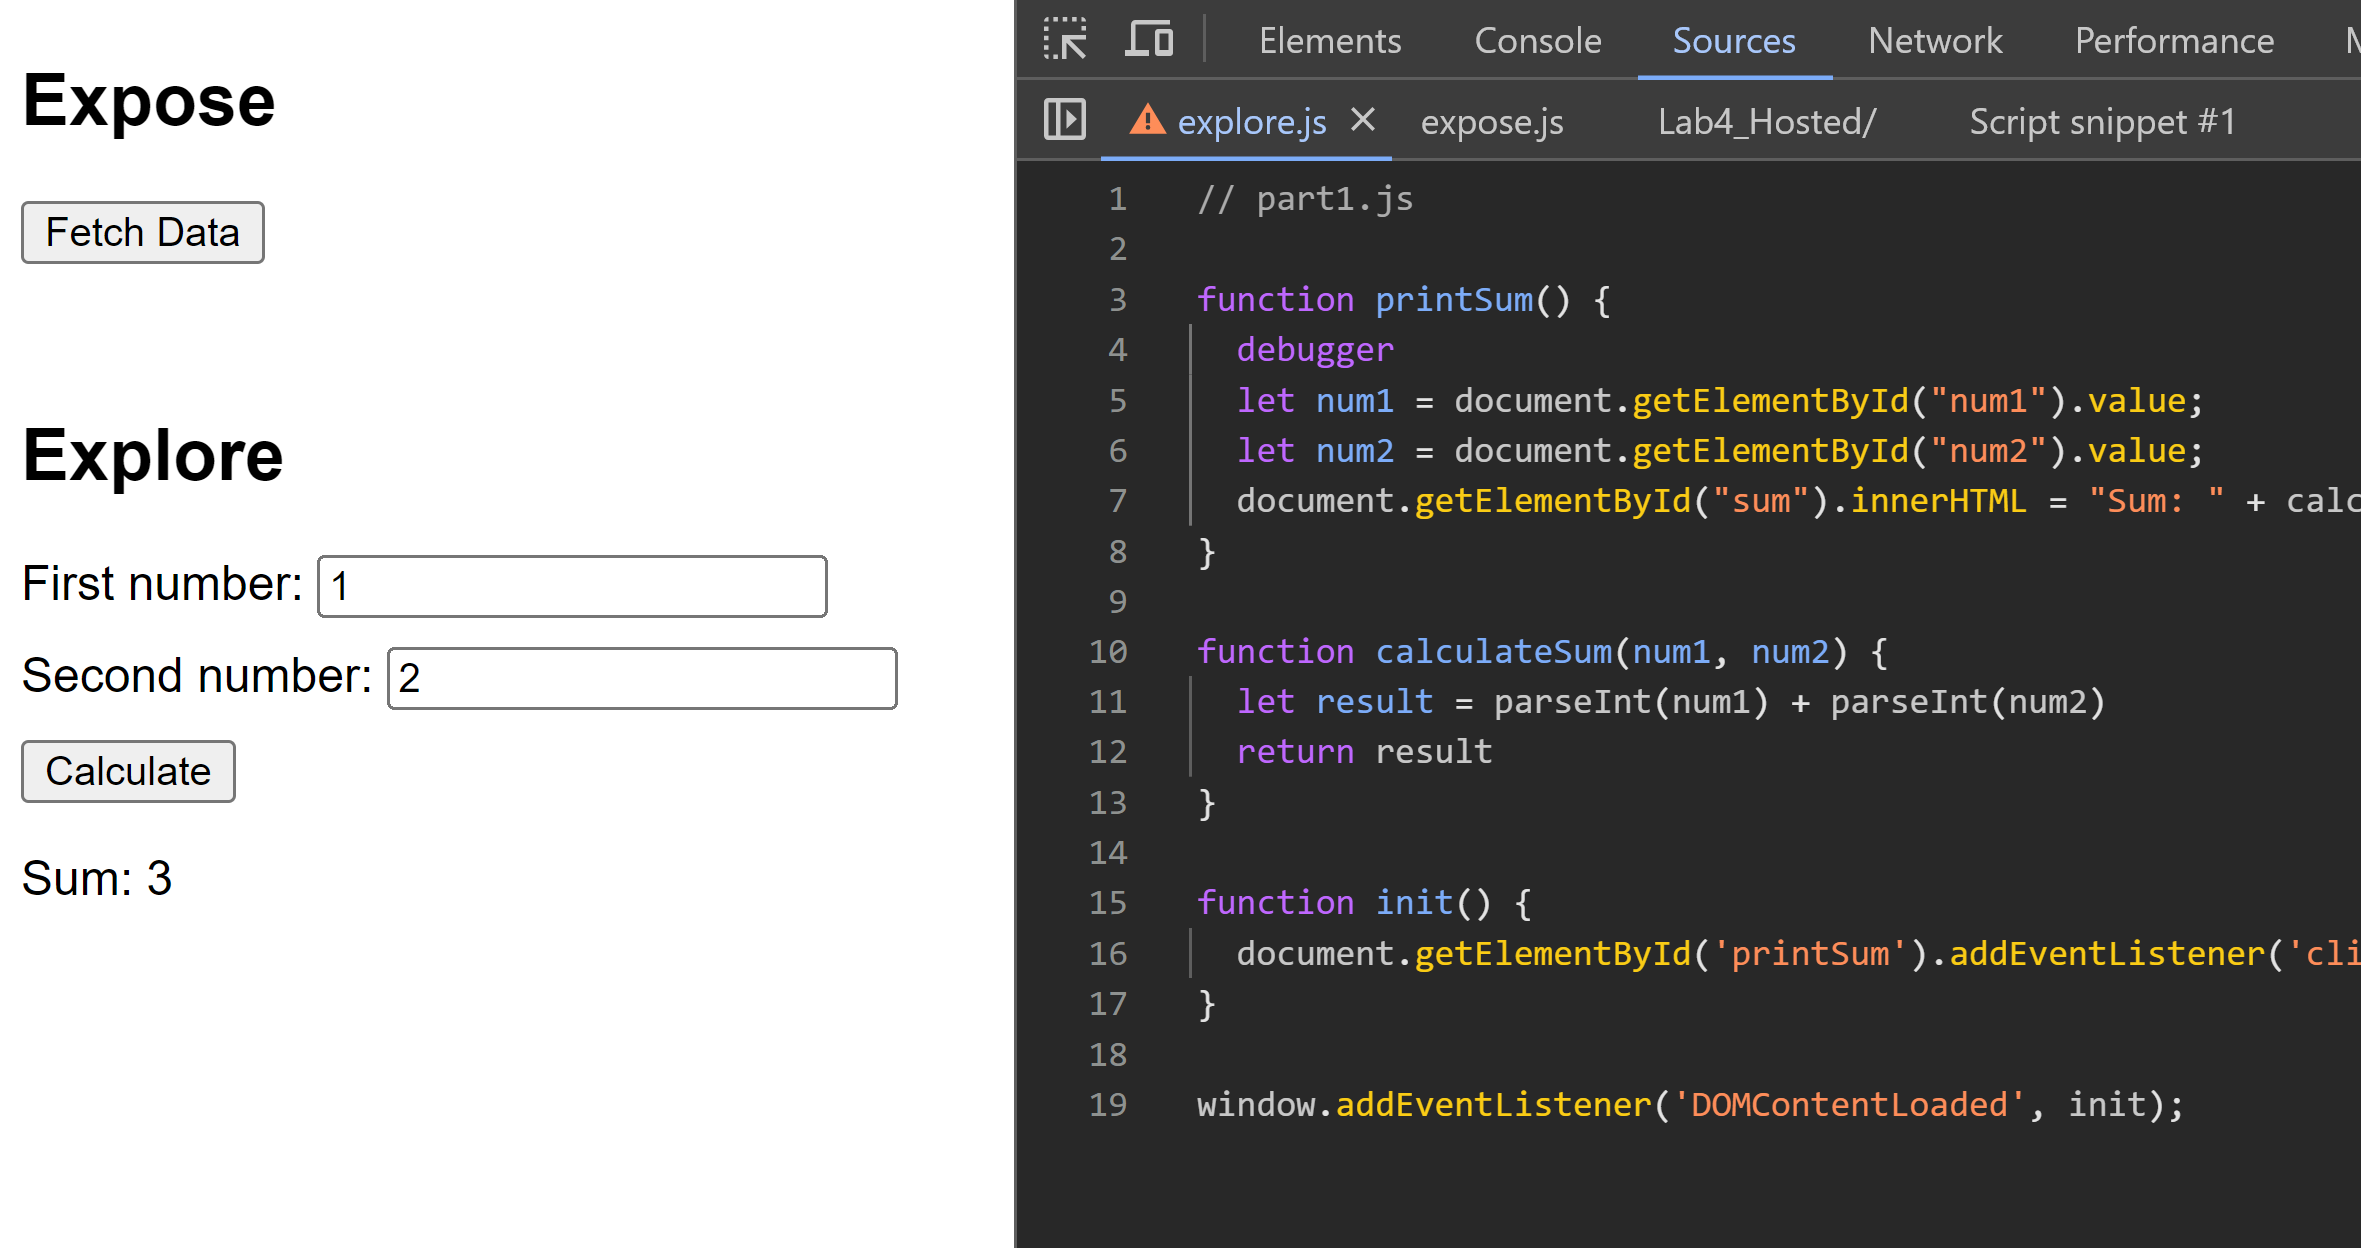 Expose
Fetch Data
Explore
First number: 1
Second number: 2
Calculate
Sum: 3
Elements Console Sources Network Performance
explore.js expose.js Lab4_Hosted/ Script snippet #1
1 // part1.js
2
3 function printSum() {
4 debugger
5 let num1 = document.getElementById("num1").value;
6 let num2 = document.getElementById("num2").value;
7 document.getElementById("sum").innerHTML = "Sum: " + calc
8 }
9
10 function calculateSum(num1, num2) {
11 let result = parseInt(num1) + parseInt(num2)
12 return result
13 }
14
15 function init() {
16 document.getElementById('printSum').addEventListener('cli
17 }
18
19 window.addEventListener('DOMContentLoaded', init);